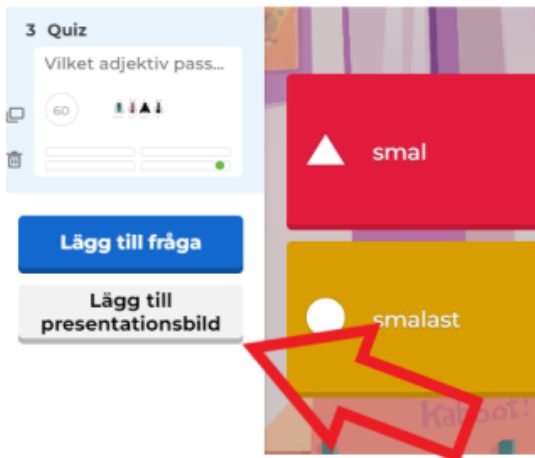 3 Quiz
Vilket adjektiv pass...
60
Lägg till fråga
Lägg till
presentationsbild
smal
smalast
Kahoot!